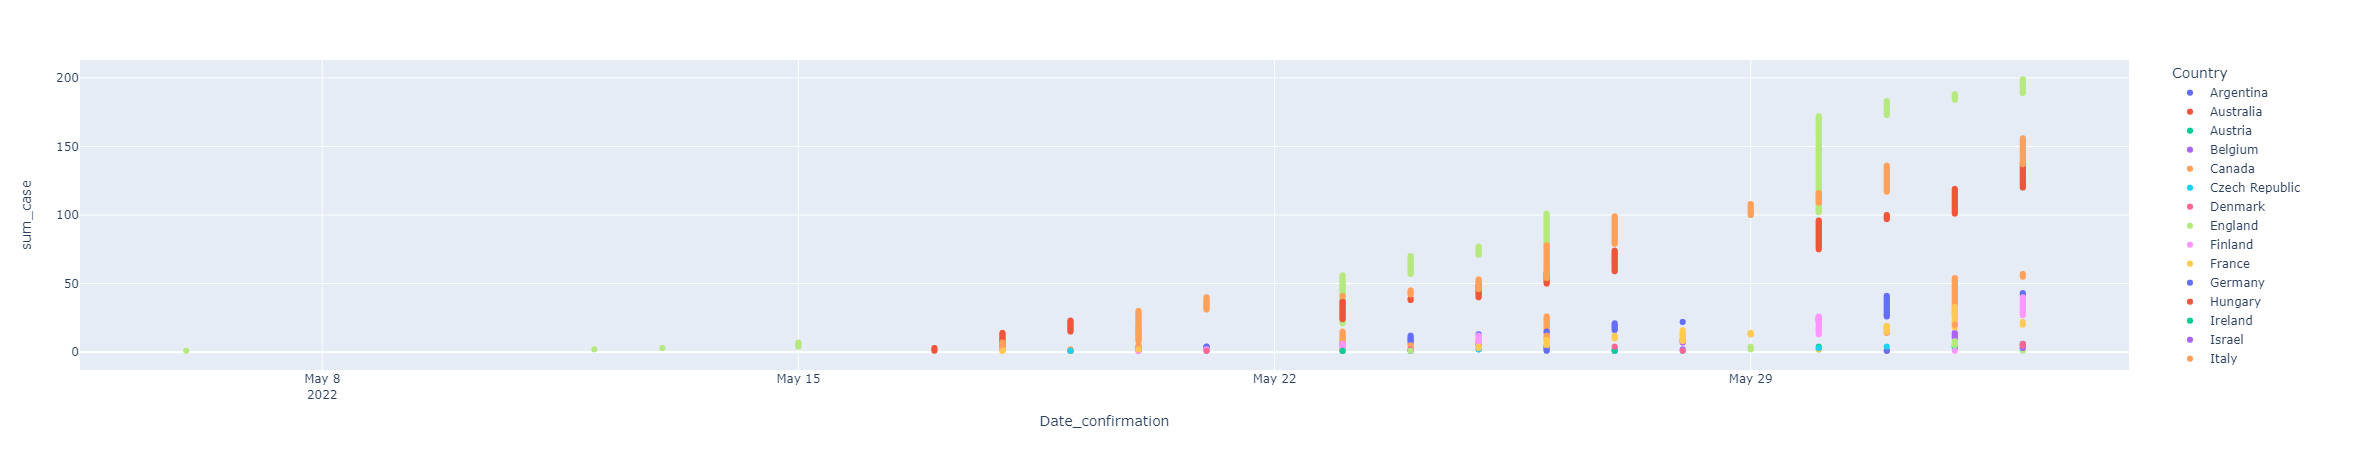 sum_case
200
150
100
50
0
May 8
2022
May 15
May 22
May 29
Date_confirmation
Country
Argentina
Australia
Austria
Belgium
Canada
Czech Republic
Denmark
England
Finland
France
Germany
Hungary
Ireland
Israel
Italy